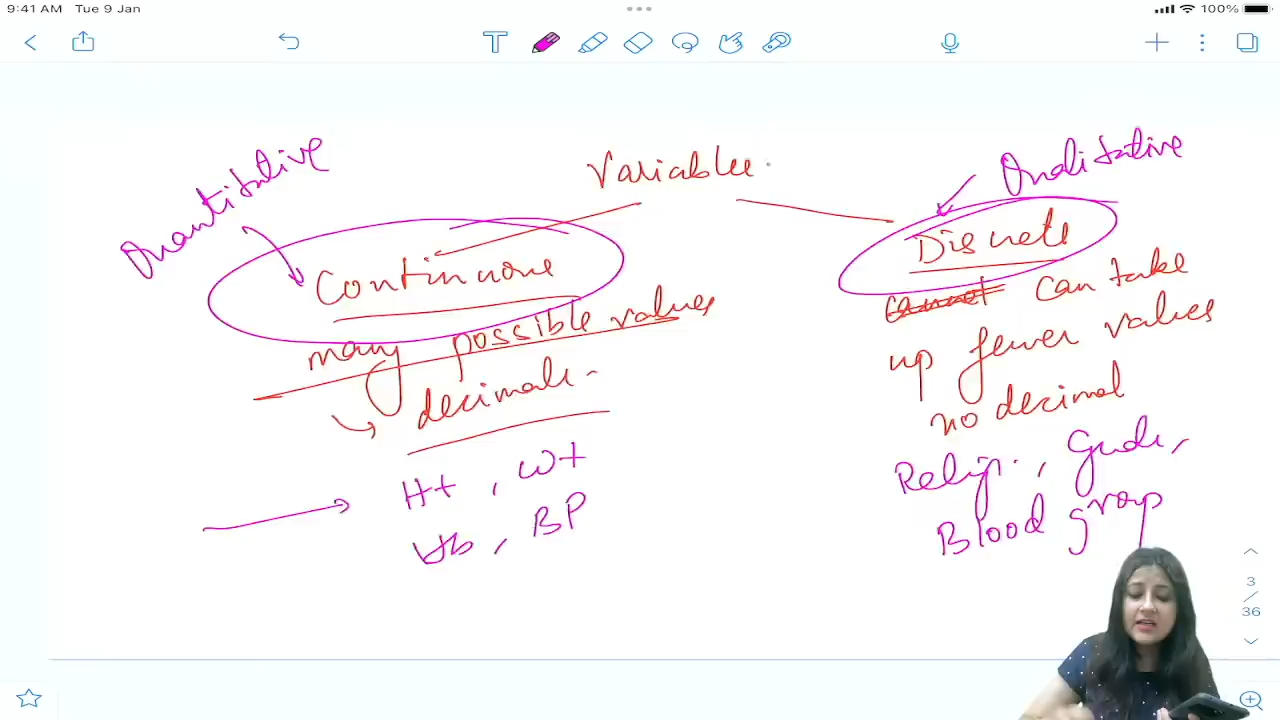 9:41 AM Tue 9 Jan
100%
T
Variables
Quantitative
Continuous
many possible values
decimals
Ht, Wt
Hb, BP
Qualitative
Discrete
cannot can take
up fewer values
no decimal
Relign., Gender,
Blood group
3
36